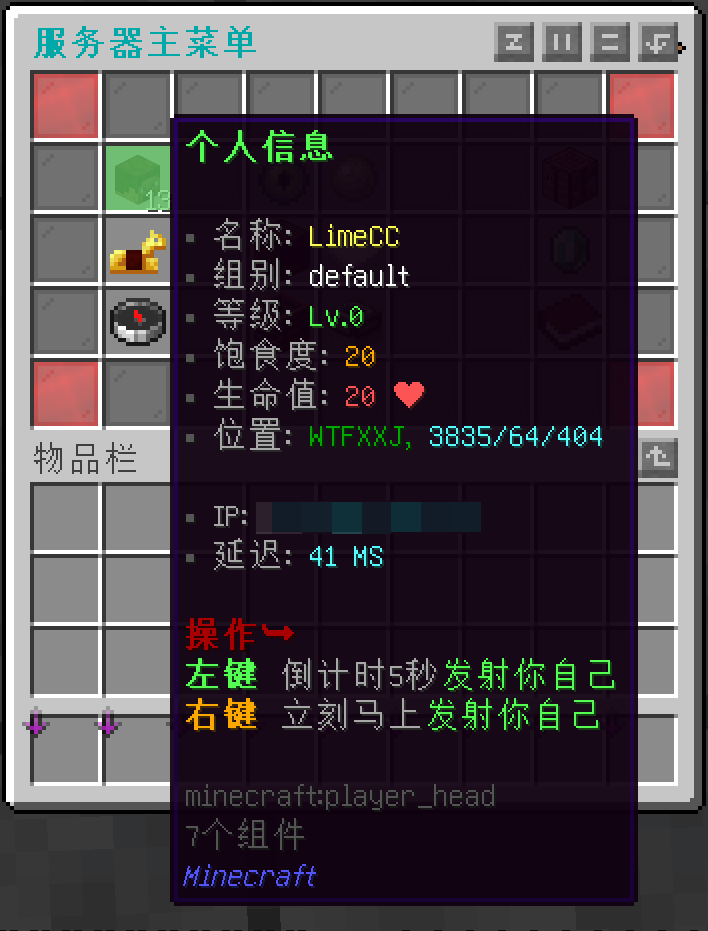 服务器主菜单
13
个人信息
▪ 名称: LimeCC
▪ 组别: default
▪ 等级: Lv.0
▪ 饱食度: 20
▪ 生命值: 20 ❤
▪ 位置: WTFXXJ, 3835/64/404
物品栏
▪ IP:
▪ 延迟: 41 MS
操作↪
左键 倒计时5秒发射你自己
右键 立刻马上发射你自己
minecraft:player_head
7个组件
Minecraft